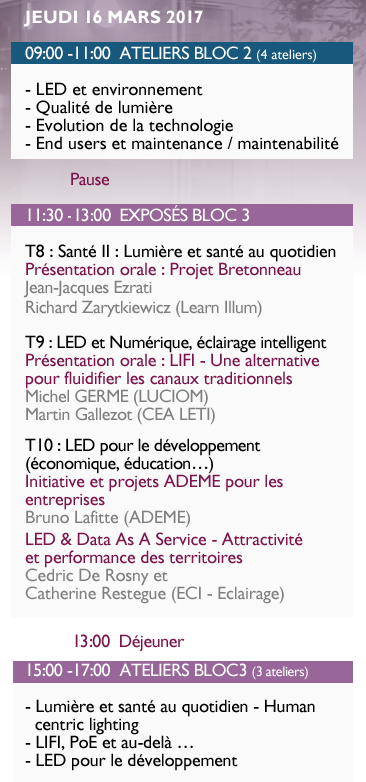 JEUDI 16 MARS 2017
09:00 -11:00  ATELIERS BLOC 2 (4 ateliers)
- LED et environnement
- Qualité de lumière
- Evolution de la technologie
- End users et maintenance / maintenabilité
Pause
11:30 -13:00  EXPOSÉS BLOC 3
T8 : Santé II : Lumière et santé au quotidien
Présentation orale : Projet Bretonneau
Jean-Jacques Ezrati
Richard Zarytkiewicz (Learn Illum)
T9 : LED et Numérique, éclairage intelligent
Présentation orale : LIFI - Une alternative
pour fluidifier les canaux traditionnels
Michel GERME (LUCIOM)
Martin Gallezot (CEA LETI)
T10 : LED pour le développement
(économique, éducation…)
Initiative et projets ADEME pour les
entreprises
Bruno Lafitte (ADEME)
LED & Data As A Service - Attractivité
et performance des territoires
Cedric De Rosny et
Catherine Restegue (ECI - Eclairage)
13:00  Déjeuner
15:00 -17:00  ATELIERS BLOC3 (3 ateliers)
- Lumière et santé au quotidien - Human
centric lighting
- LIFI, PoE et au-delà …
- LED pour le développement